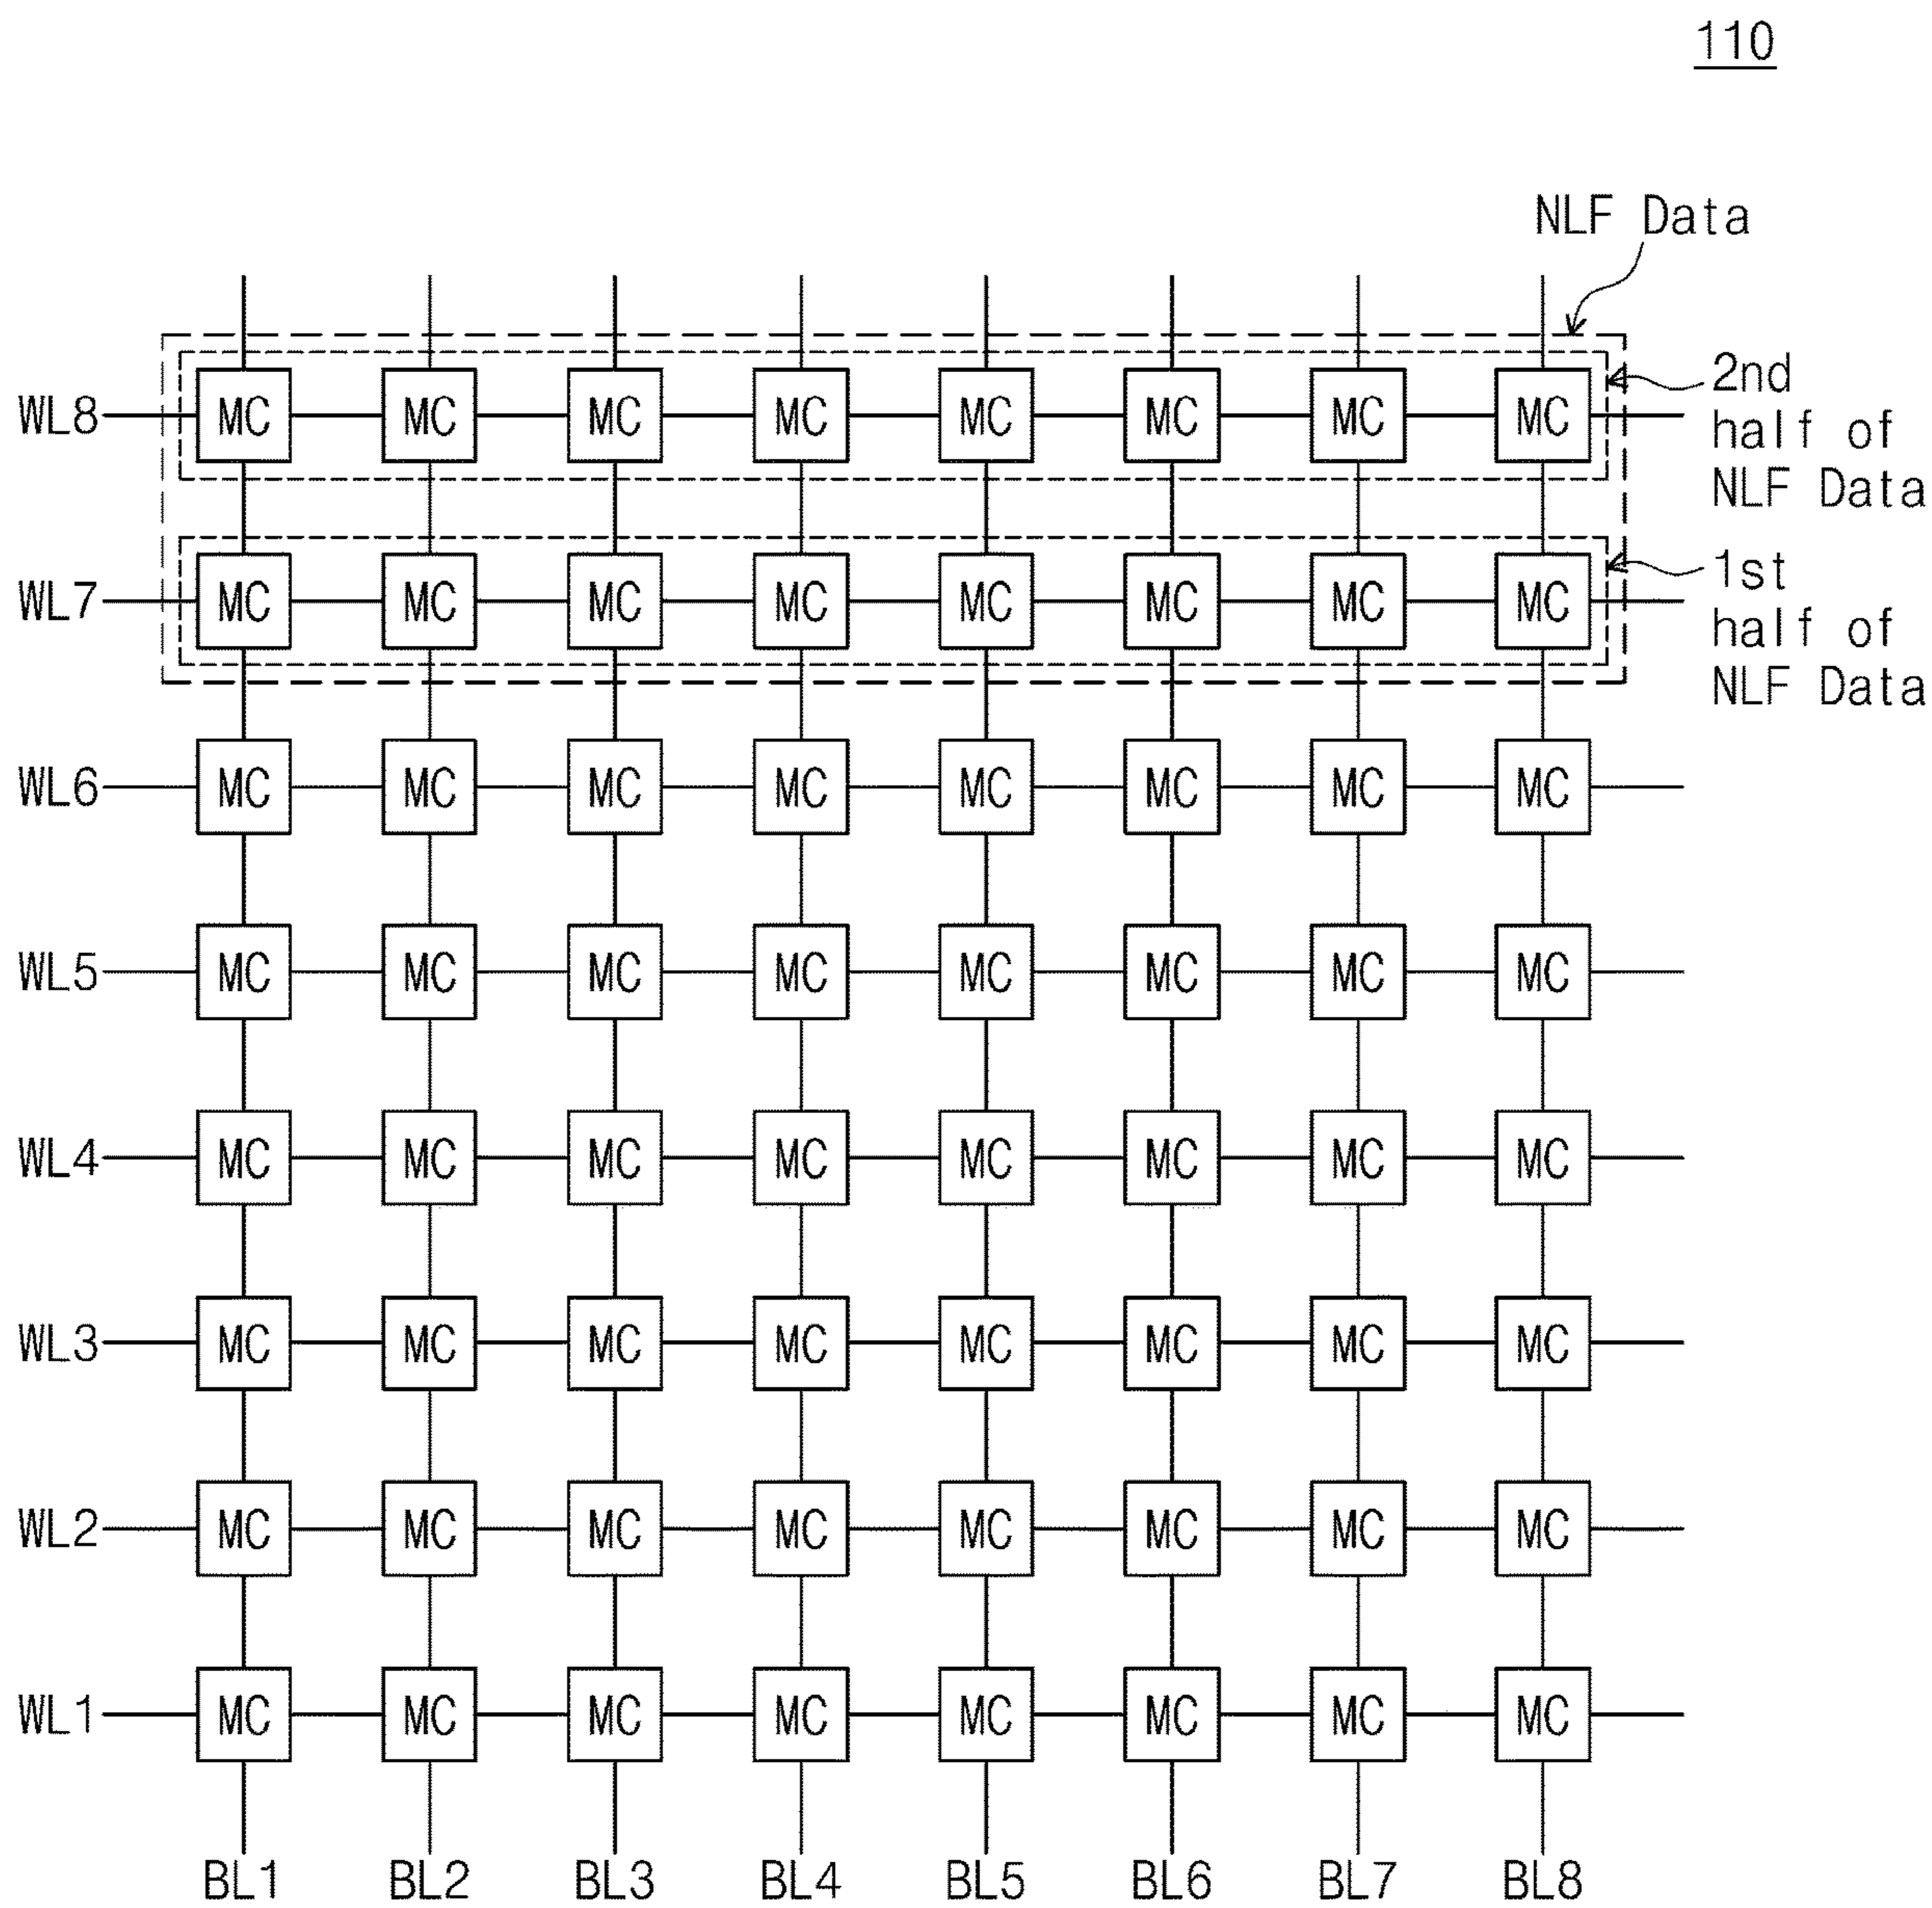 110
NLF Data
WL8 MC MC MC MC MC MC MC MC
2nd
half of
NLF Data
WL7 MC MC MC MC MC MC MC MC
1st
half of
NLF Data
WL6 MC MC MC MC MC MC MC MC
WL5 MC MC MC MC MC MC MC MC
WL4 MC MC MC MC MC MC MC MC
WL3 MC MC MC MC MC MC MC MC
WL2 MC MC MC MC MC MC MC MC
WL1 MC MC MC MC MC MC MC MC
BL1 BL2 BL3 BL4 BL5 BL6 BL7 BL8